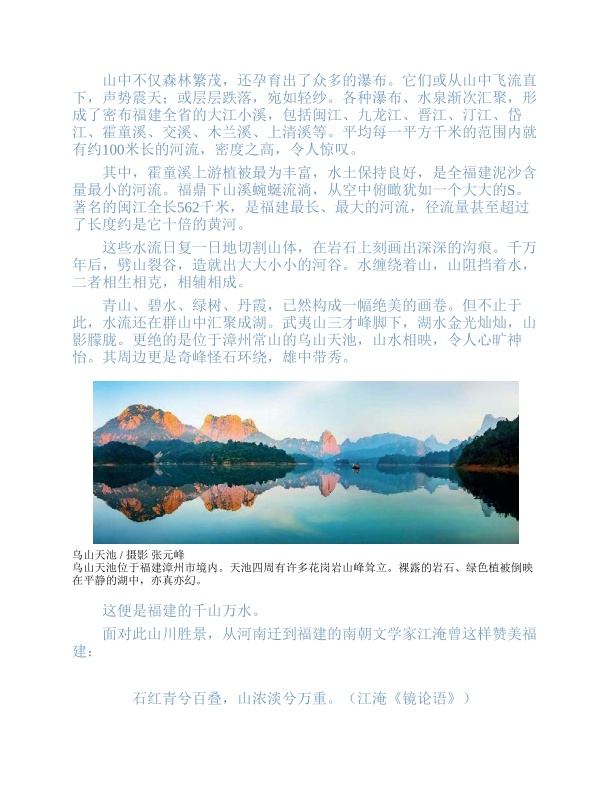 山中不仅森林繁茂，还孕育出了众多的瀑布。它们或从山中飞流直
下，声势震天；或层层跌落，宛如轻纱。各种瀑布、水泉渐次汇聚，形
成了密布福建全省的大江小溪，包括闽江、九龙江、晋江、汀江、岱
江、霍童溪、交溪、木兰溪、上清溪等。平均每一平方千米的范围内就
有约100米长的河流，密度之高，令人惊叹。
其中，霍童溪上游植被最为丰富，水土保持良好，是全福建泥沙含
量最小的河流。福鼎下山溪蜿蜒流淌，从空中俯瞰犹如一个大大的S。
著名的闽江全长562千米，是福建最长、最大的河流，径流量甚至超过
了长度约是它十倍的黄河。
这些水流日复一日地切割山体，在岩石上刻画出深深的沟痕。千万
年后，劈山裂谷，造就出大大小小的河谷。水缠绕着山，山阻挡着水，
二者相生相克，相辅相成。
青山、碧水、绿树、丹霞，已然构成一幅绝美的画卷。但不止于
此，水流还在群山中汇聚成湖。武夷山三才峰脚下，湖水金光灿灿，山
影朦胧。更绝的是位于漳州常山的乌山天池，山水相映，令人心旷神
怡。其周边更是奇峰怪石环绕，雄中带秀。
乌山天池 / 摄影 张元峰
乌山天池位于福建漳州市境内。天池四周有许多花岗岩山峰耸立。裸露的岩石、绿色植被倒映
在平静的湖中，亦真亦幻。
这便是福建的千山万水。
面对此山川胜景，从河南迁到福建的南朝文学家江淹曾这样赞美福
建：
石红青兮百叠，山浓淡兮万重。（江淹《镜论语》）